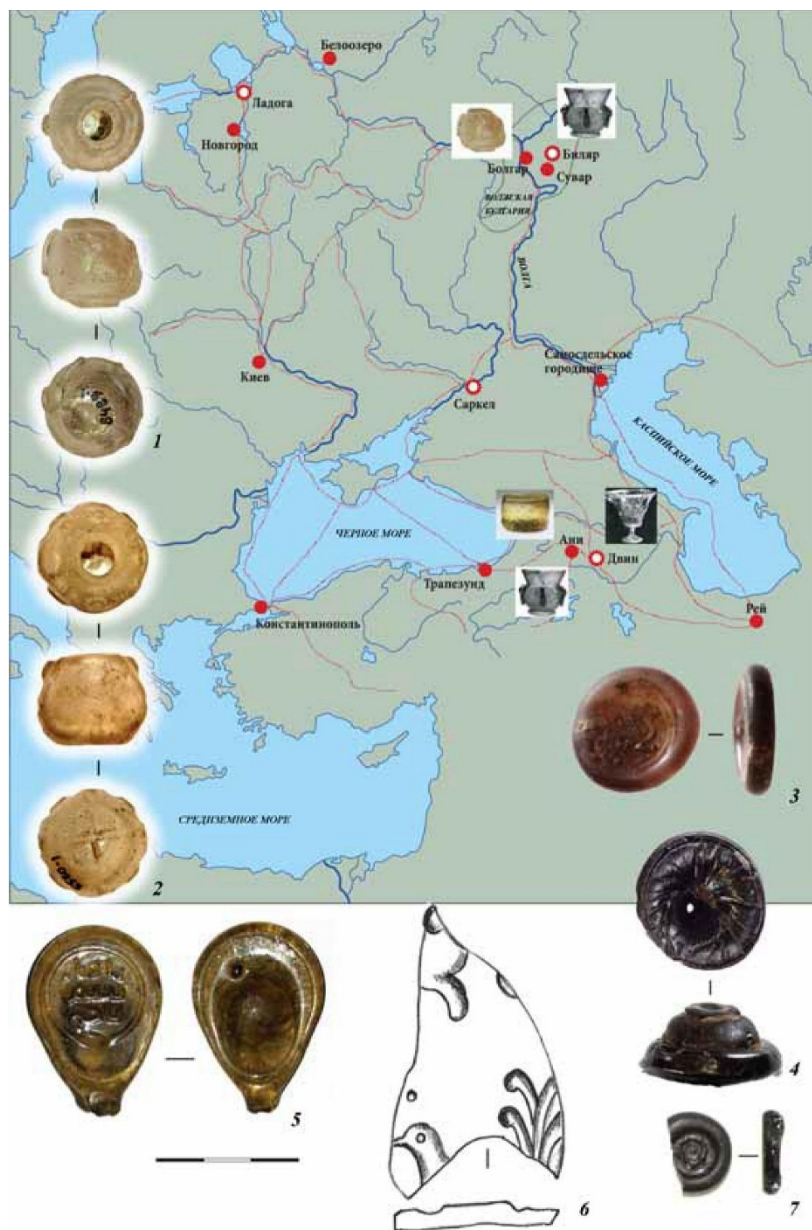 Белоозеро
Ладога
Новгород
Биляр
Болгар
Сувар
ВОЛЖСКАЯ
БУЛГАРИЯ
ВОЛГА
Киев
Самосдельское
городище
Саркел
1
КАСПИЙСКОЕ МОРЕ
ЧЕРНОЕ МОРЕ
Ани
Двин
Трапезунд
Константинополь
Рей
3
СРЕДИЗЕМНОЕ МОРЕ
2
4
5
6
7